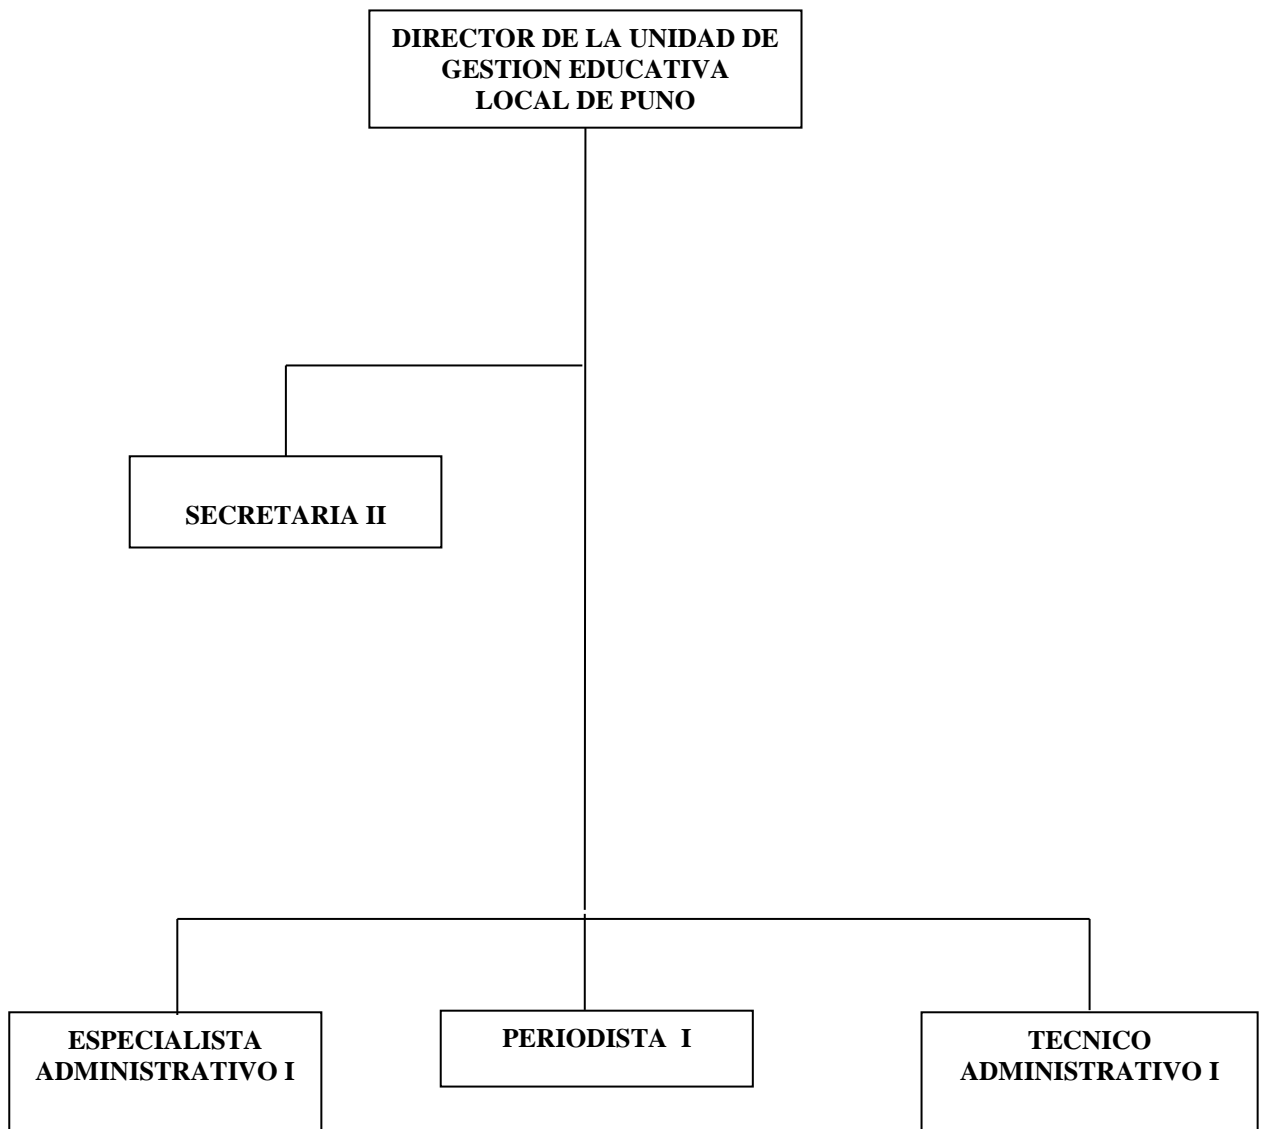 DIRECTOR DE LA UNIDAD DE
GESTION EDUCATIVA
LOCAL DE PUNO
SECRETARIA II
ESPECIALISTA
ADMINISTRATIVO I
PERIODISTA I
TECNICO
ADMINISTRATIVO I